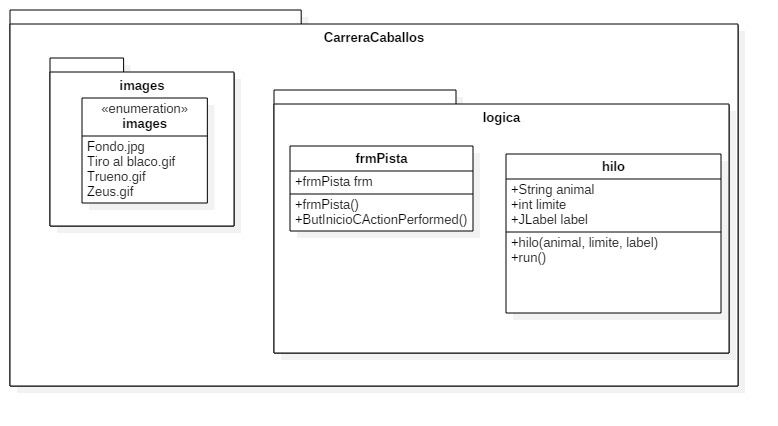 CarreraCaballos
images
«enumeration»
images
Fondo.jpg
Tiro al blaco.gif
Trueno.gif
Zeus.gif
logica
frmPista
+frmPista frm
+frmPista()
+ButInicioCActionPerformed()
hilo
+String animal
+int limite
+JLabel label
+hilo(animal, limite, label)
+run()